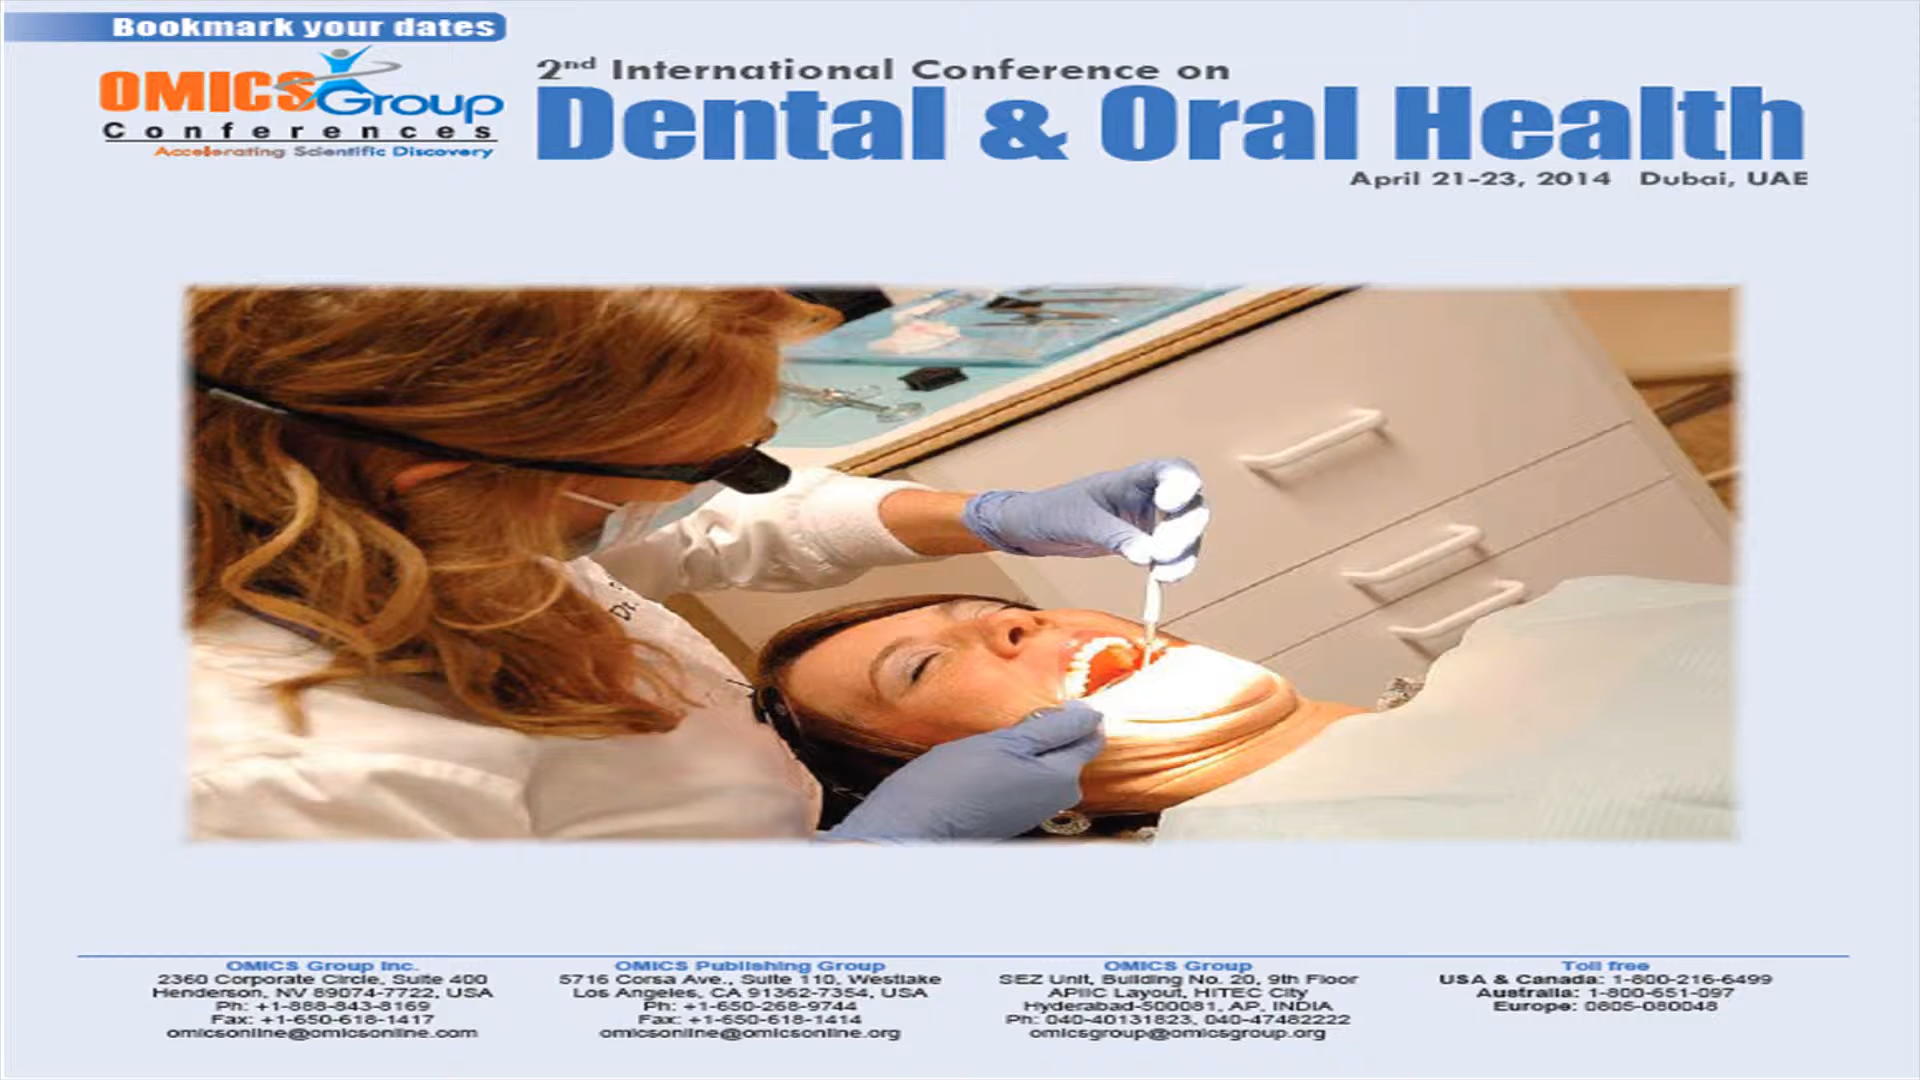 Bookmark your dates
OMICS Group
Conferences
Accelerating Scientific Discovery
2nd International Conference on
Dental & Oral Health
April 21-23, 2014 Dubai, UAE
Dr.
OMICS Group Inc.
2360 Corporate Circle, Suite 400
Henderson, NV 89074-7722, USA
Ph: +1-888-843-8169
Fax: +1-650-618-1417
omicsonline@omicsonline.com
OMICS Publishing Group
5716 Corsa Ave., Suite 110, Westlake
Los Angeles, CA 91362-7354, USA
Ph: +1-650-268-9744
Fax: +1-650-618-1414
omicsonline@omicsonline.org
OMICS Group
SEZ Unit, Building No. 20, 9th Floor
APIIC Layout, HITEC City
Hyderabad-500081, AP, INDIA
Ph: 040-40131823, 040-47482222
omicsgroup@omicsgroup.org
Toll free
USA & Canada: 1-800-216-6499
Australia: 1-800-651-097
Europe: 0805-080048